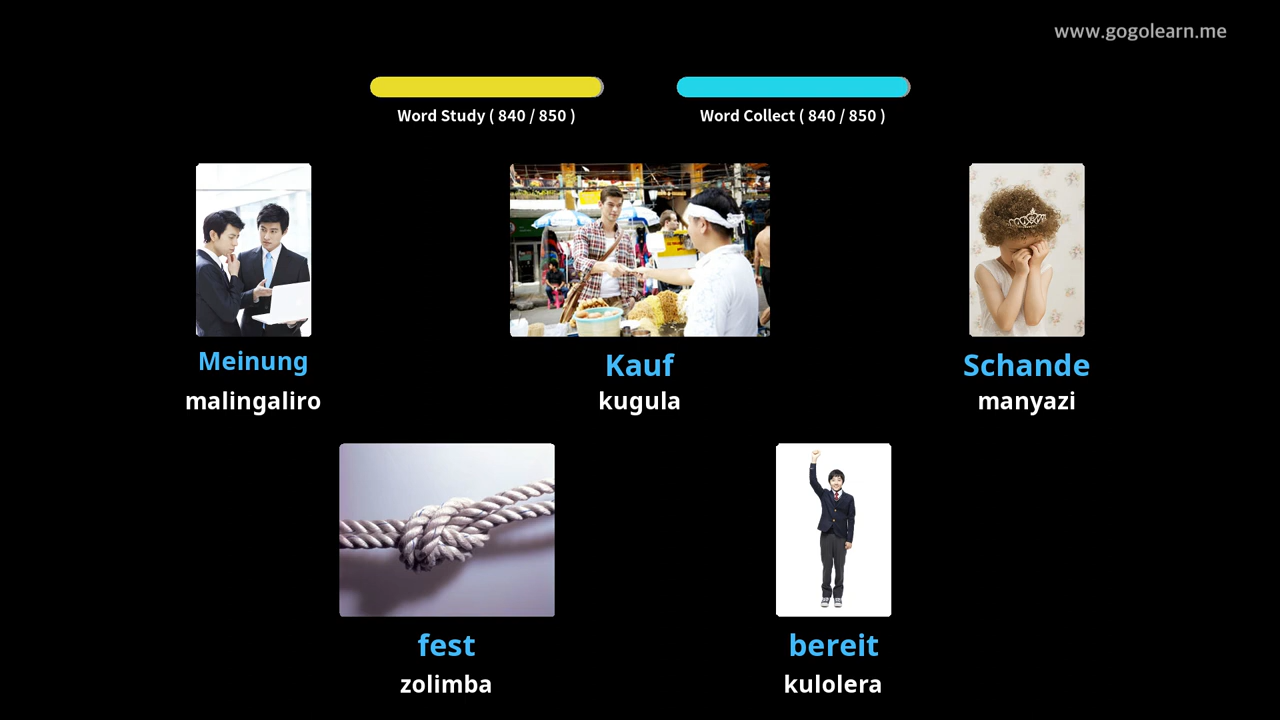 www.gogolearn.me
Word Study ( 840 / 850 )
Word Collect ( 840 / 850 )
Meinung
malingaliro
Kauf
kugula
Schande
manyazi
fest
zolimba
bereit
kulolera